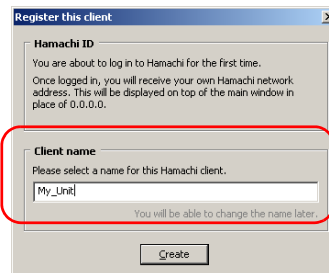 Register this client
Hamachi ID
You are about to log in to Hamachi for the first time.
Once logged in, you will receive your own Hamachi network
address. This will be displayed on top of the main window in
place of 0.0.0.0.
Client name
Please select a name for this Hamachi client.
My_Unit
You will be able to change the name later.
Create